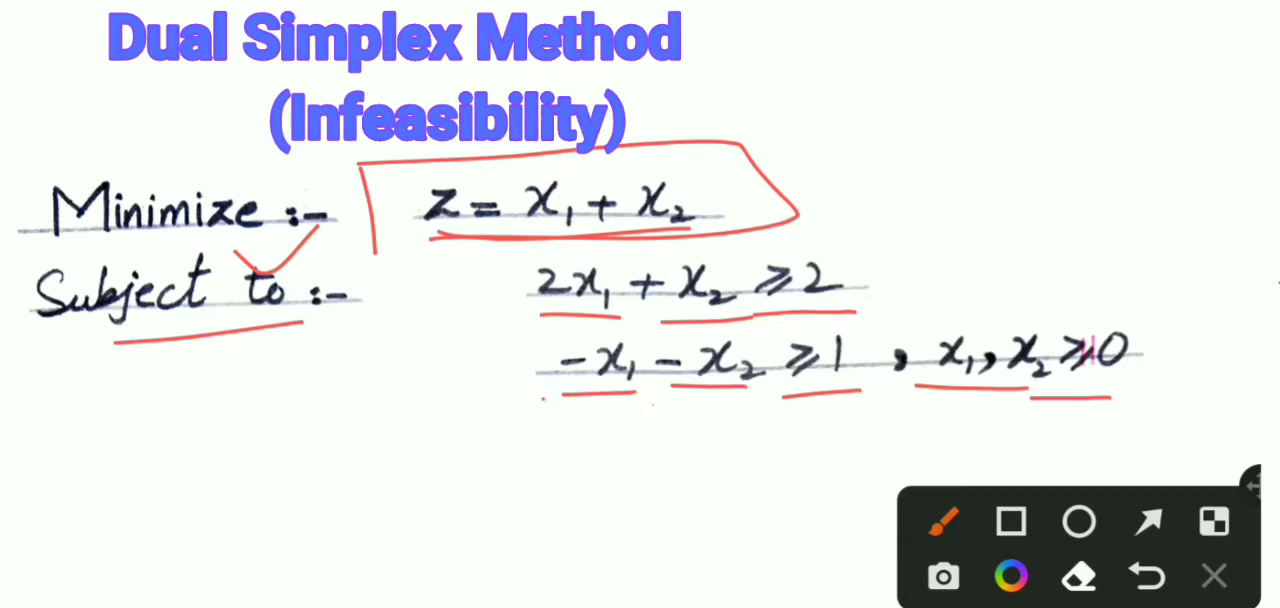 Dual Simplex Method
(Infeasibility)
Minimize :- z = x₁ + x₂
Subject to :- 2x₁ + x₂ ⩾ 2
-x₁ - x₂ ⩾ 1 , x₁, x₂ ⩾ 0